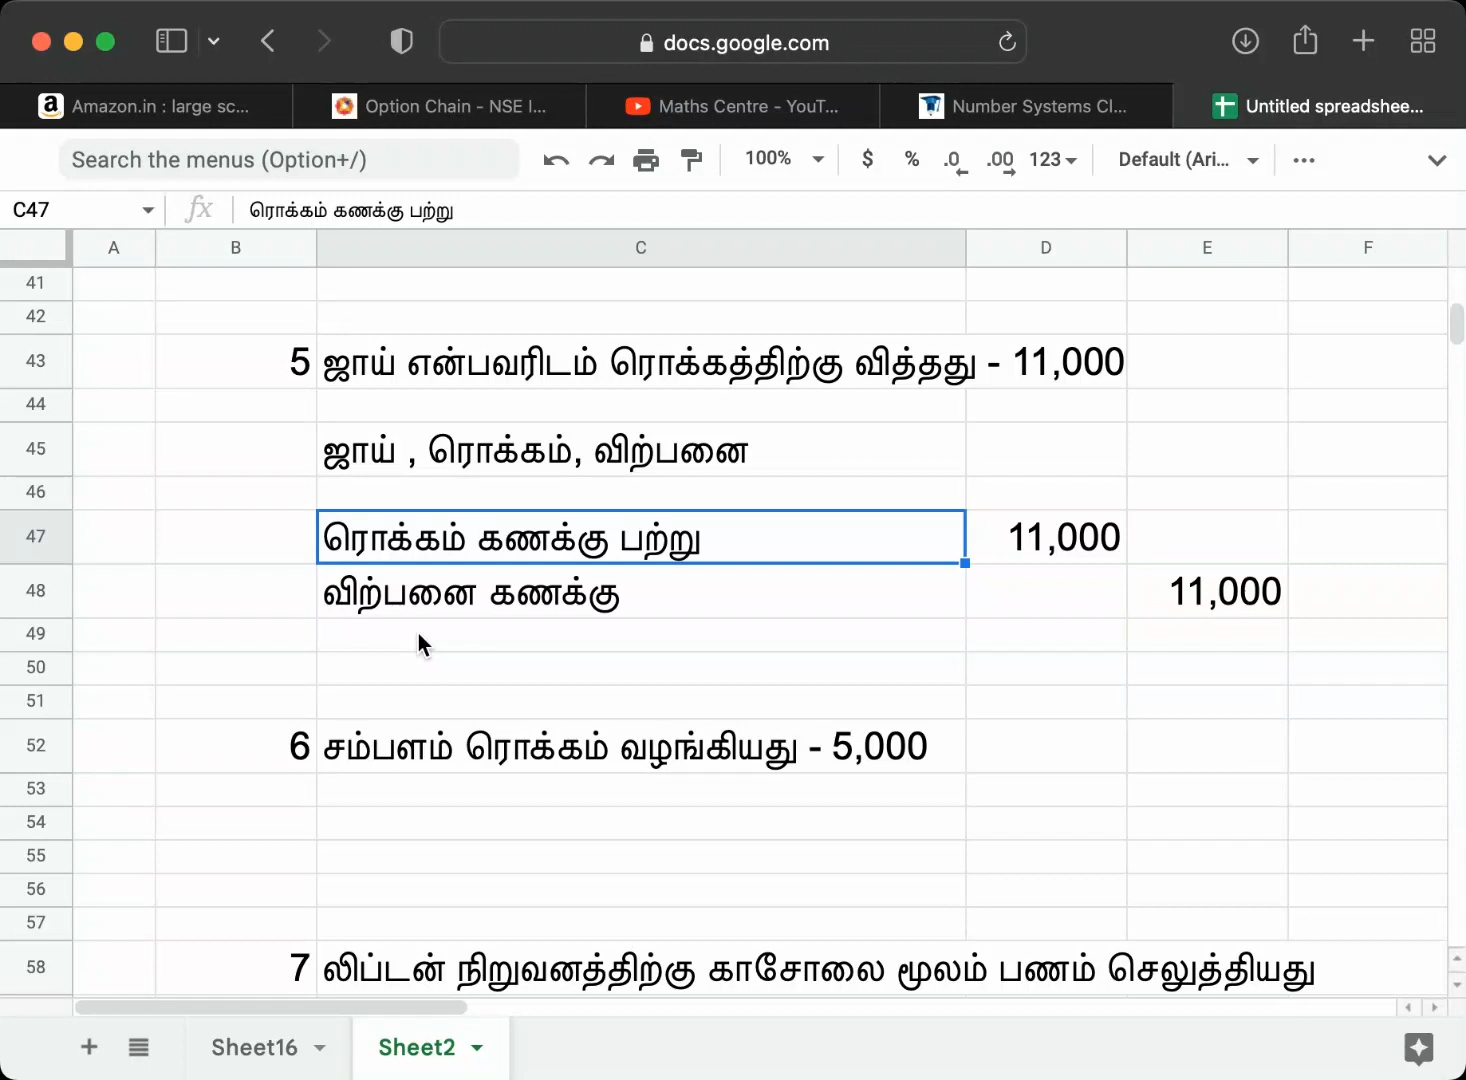 docs.google.com
Amazon.in : large sc...
Option Chain - NSE I...
Maths Centre - YouT...
Number Systems Cl...
Untitled spreadshee...
Search the menus (Option+/)
100%
$ % .0 .00 123
Default (Ari...
C47
fx
ரொக்கம் கணக்கு பற்று
A B C D E F
41
42
43 5 ஜாய் என்பவரிடம் ரொக்கத்திற்கு வித்தது - 11,000
44
45 ஜாய் , ரொக்கம், விற்பனை
46
47 ரொக்கம் கணக்கு பற்று 11,000
48 விற்பனை கணக்கு 11,000
49
50
51
52 6 சம்பளம் ரொக்கம் வழங்கியது - 5,000
53
54
55
56
57
58 7 லிப்டன் நிறுவனத்திற்கு காசோலை மூலம் பணம் செலுத்தியது
Sheet16
Sheet2